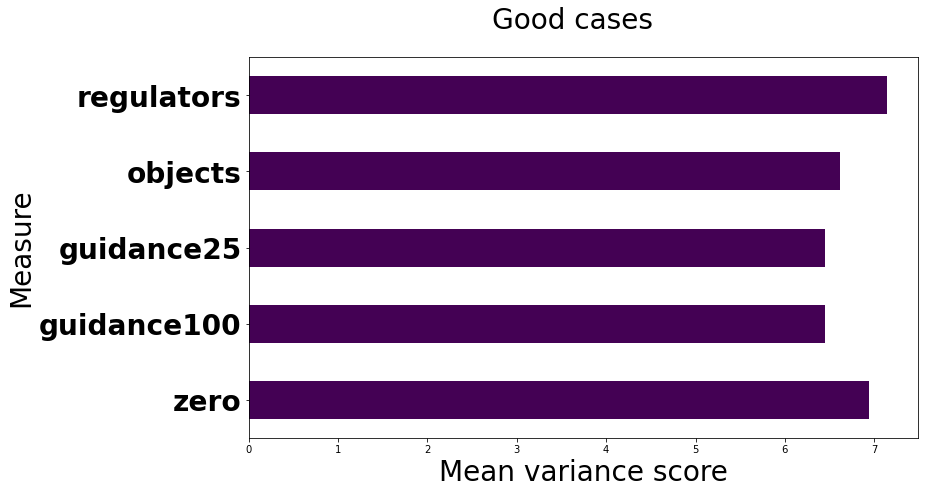 Good cases
Measure
regulators
objects
guidance25
guidance100
zero
0 1 2 3 4 5 6 7
Mean variance score